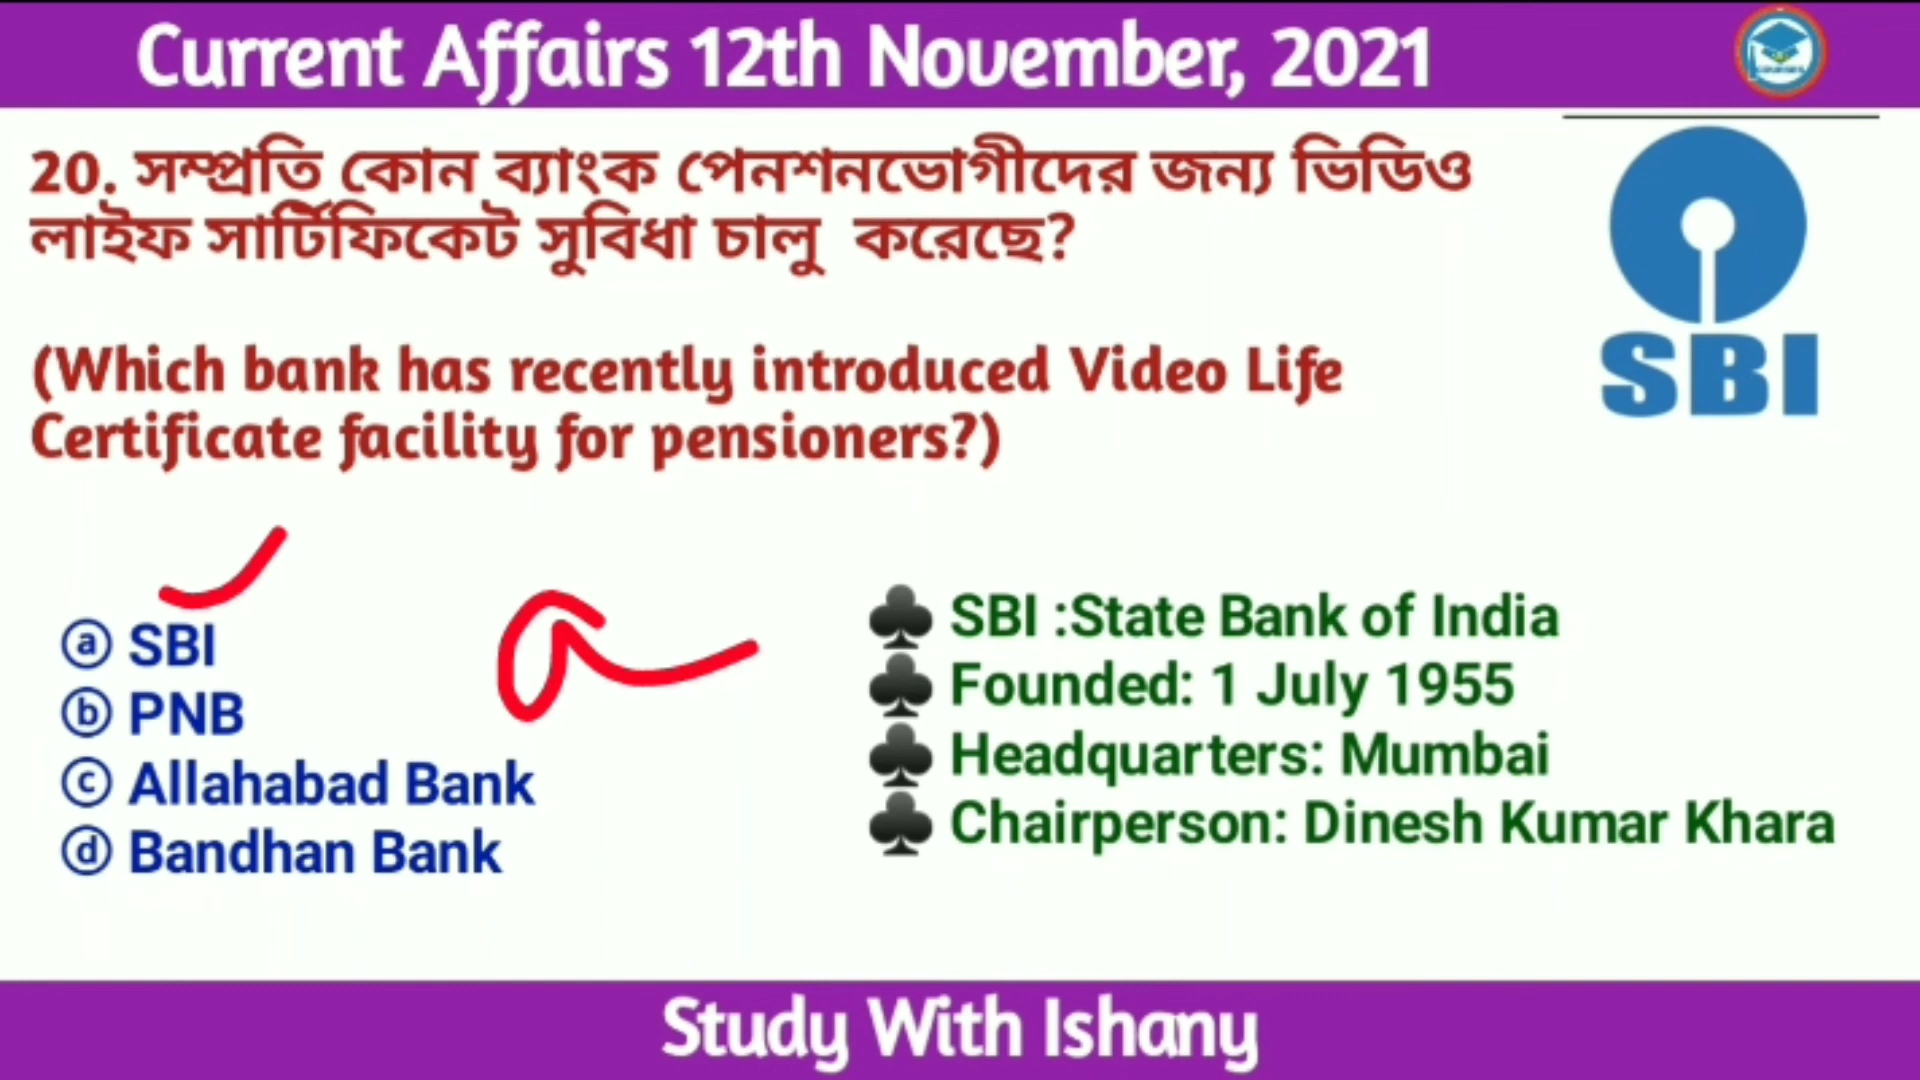 Current Affairs 12th November, 2021
20. সম্প্রতি কোন ব্যাংক পেনশনভোগীদের জন্য ভিডিও
লাইফ সার্টিফিকেট সুবিধা চালু করেছে?
(Which bank has recently introduced Video Life
Certificate facility for pensioners?)
SBI
ⓐ SBI
ⓑ PNB
ⓒ Allahabad Bank
ⓓ Bandhan Bank
a
♣ SBI :State Bank of India
♣ Founded: 1 July 1955
♣ Headquarters: Mumbai
♣ Chairperson: Dinesh Kumar Khara
Study With Ishany